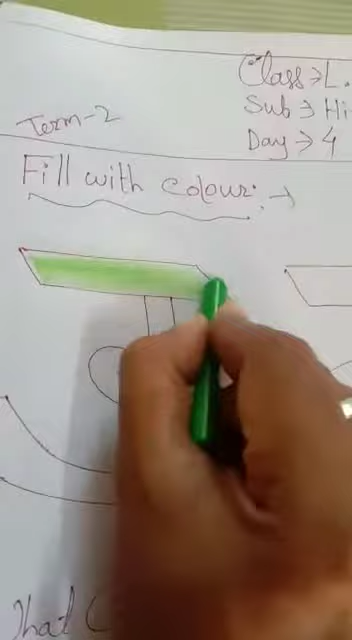 Class → L.
Sub → Hi
Term-2
Day → 4
Fill with colour: →